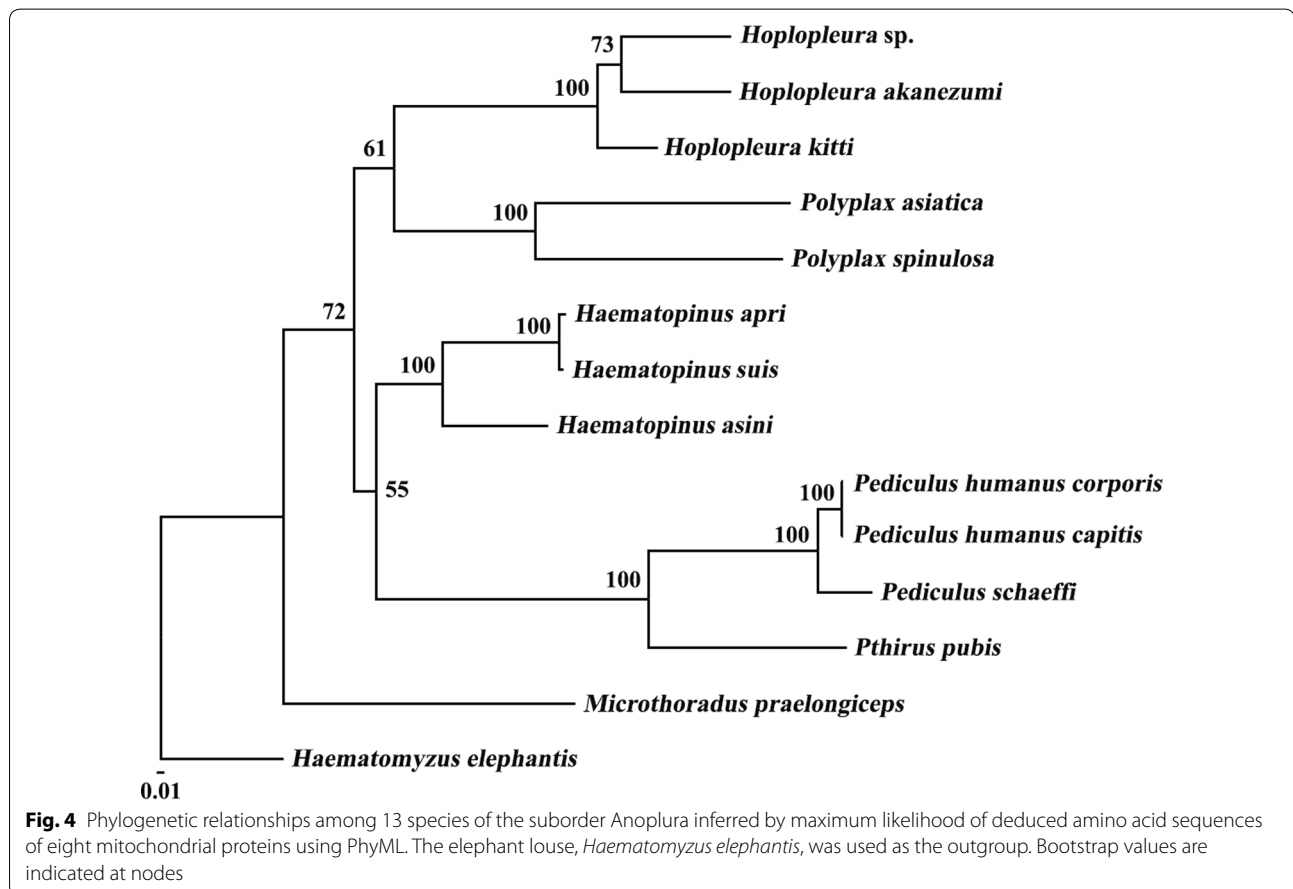 Hoplopleura sp.
73
Hoplopleura akanezumi
100
Hoplopleura kitti
61
Polyplax asiatica
100
Polyplax spinulosa
72
Haematopinus apri
100
Haematopinus suis
100
Haematopinus asini
55
Pediculus humanus corporis
100
Pediculus humanus capitis
100
Pediculus schaeffi
100
Pthirus pubis
Microthoradus praelongiceps
Haematomyzus elephantis
0.01
Fig. 4 Phylogenetic relationships among 13 species of the suborder Anoplura inferred by maximum likelihood of deduced amino acid sequences
of eight mitochondrial proteins using PhyML. The elephant louse, Haematomyzus elephantis, was used as the outgroup. Bootstrap values are
indicated at nodes